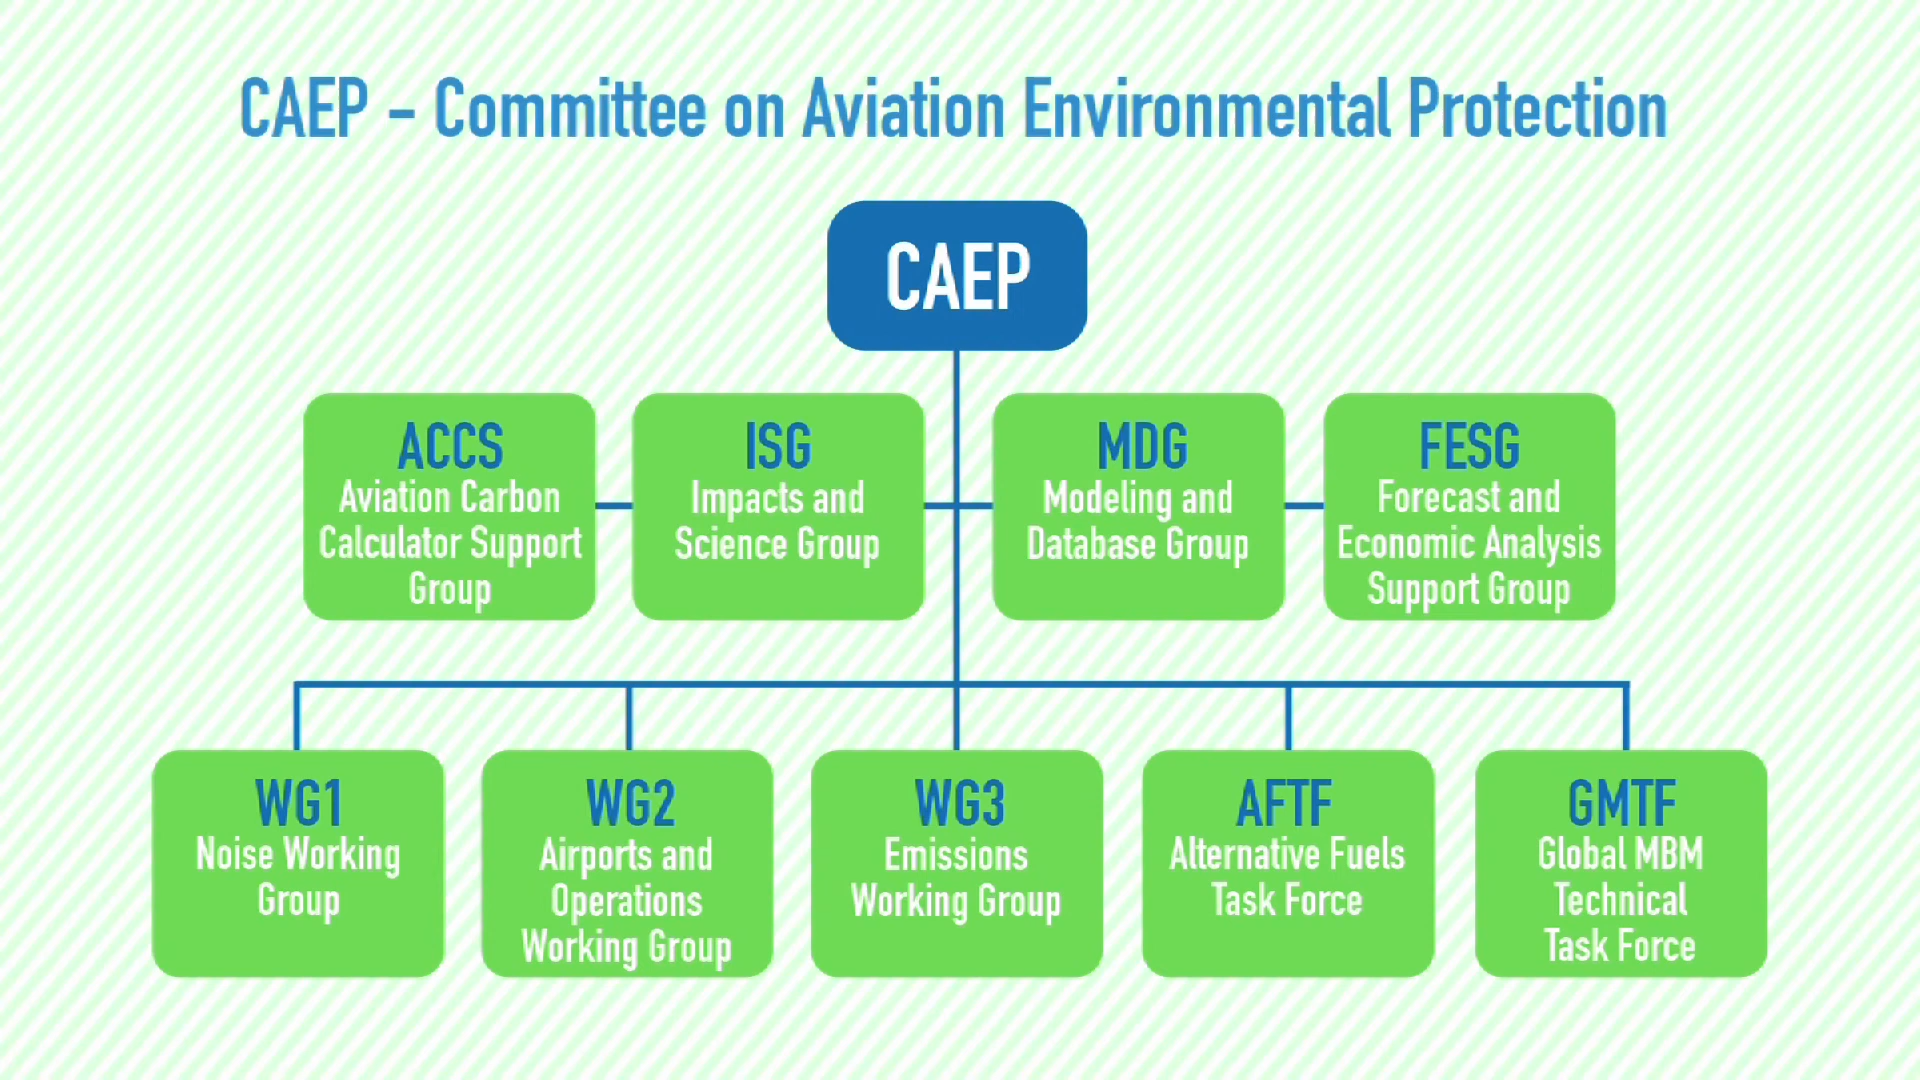 CAEP - Committee on Aviation Environmental Protection
CAEP
ACCS
Aviation Carbon
Calculator Support
Group
ISG
Impacts and
Science Group
MDG
Modeling and
Database Group
FESG
Forecast and
Economic Analysis
Support Group
WG1
Noise Working
Group
WG2
Airports and
Operations
Working Group
WG3
Emissions
Working Group
AFTF
Alternative Fuels
Task Force
GMTF
Global MBM
Technical
Task Force